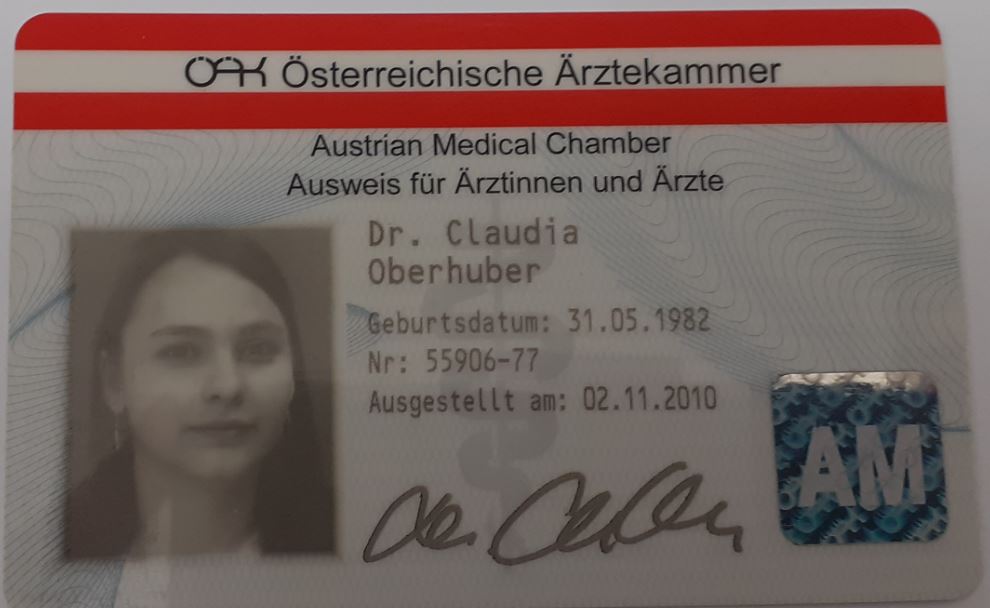 ÖÄK Österreichische Ärztekammer
Austrian Medical Chamber
Ausweis für Ärztinnen und Ärzte
Dr. Claudia
Oberhuber
Geburtsdatum: 31.05.1982
Nr: 55906-77
Ausgestellt am: 02.11.2010
AM